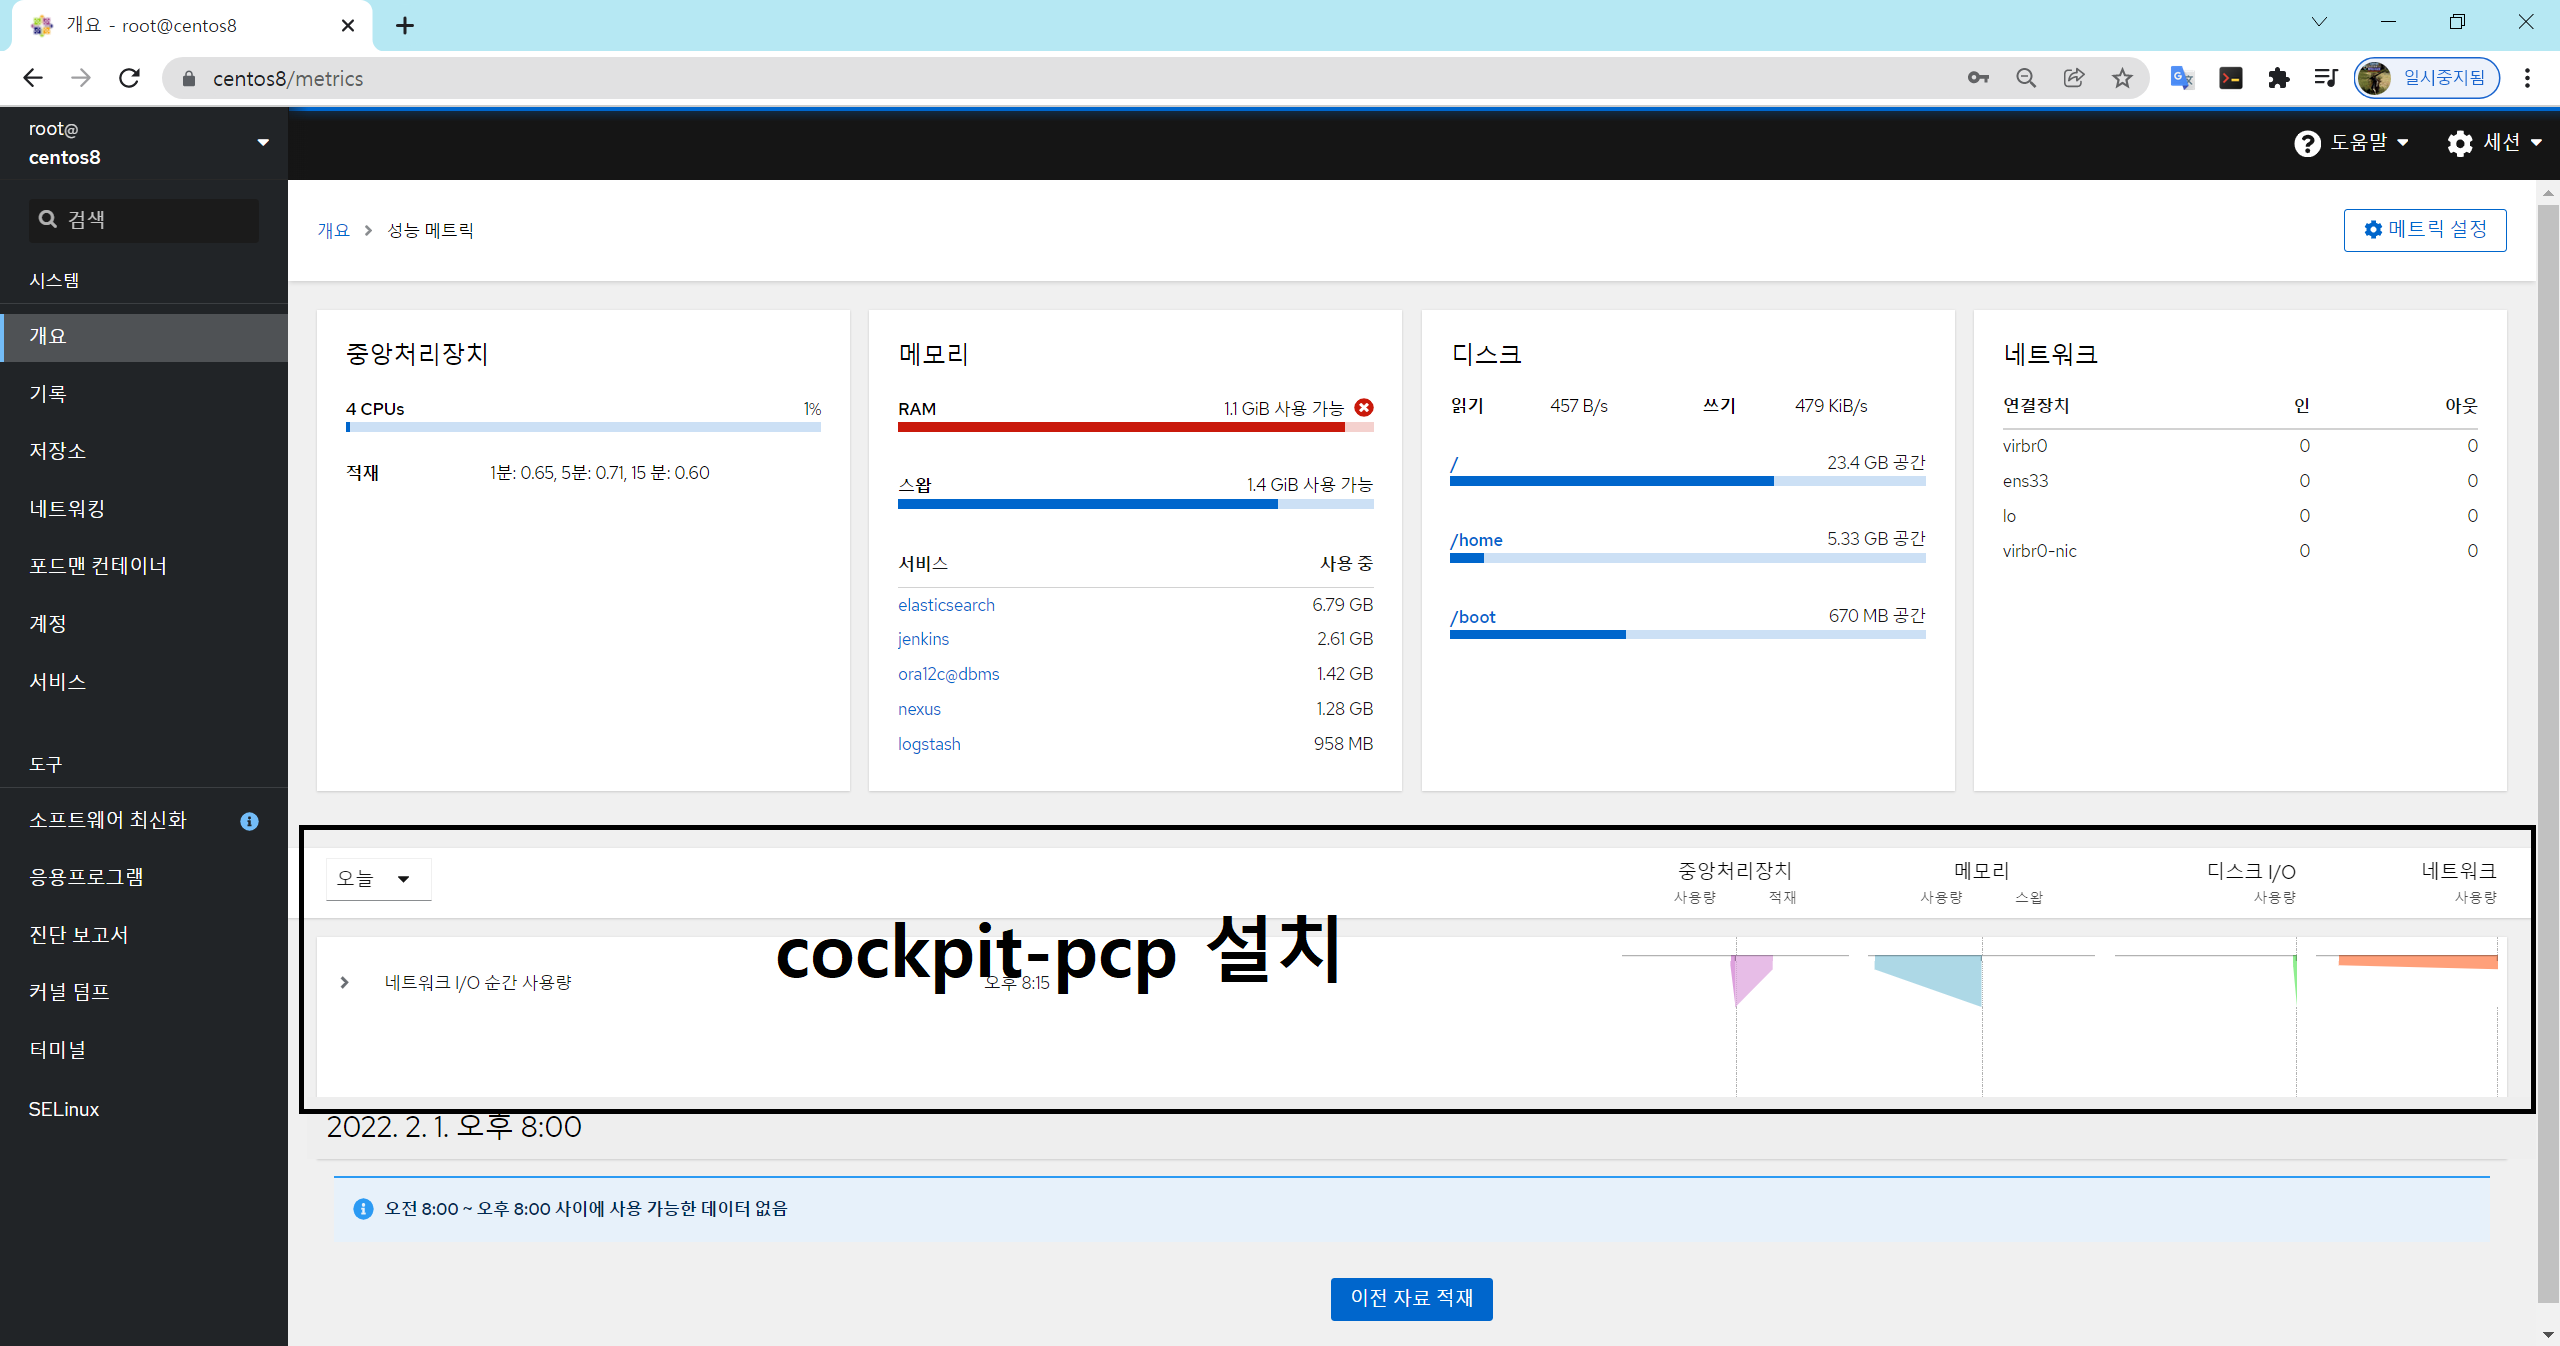 개요 - root@centos8
centos8/metrics
일시중지됨
root@
centos8
도움말
세션
검색
시스템
개요
기록
저장소
네트워킹
포드맨 컨테이너
계정
서비스
도구
소프트웨어 최신화
응용프로그램
진단 보고서
커널 덤프
터미널
SELinux
개요 > 성능 메트릭
메트릭 설정
중앙처리장치
4 CPUs 1%
적재 1분: 0.65, 5분: 0.71, 15 분: 0.60
메모리
RAM 1.1 GiB 사용 가능
스왑 1.4 GiB 사용 가능
서비스 사용 중
elasticsearch 6.79 GB
jenkins 2.61 GB
ora12c@dbms 1.42 GB
nexus 1.28 GB
logstash 958 MB
디스크
읽기 457 B/s 쓰기 479 KiB/s
/ 23.4 GB 공간
/home 5.33 GB 공간
/boot 670 MB 공간
네트워크
연결장치 인 아웃
virbr0 0 0
ens33 0 0
lo 0 0
virbr0-nic 0 0
오늘
중앙처리장치 메모리 디스크 I/O 네트워크
사용량 적재 사용량 스왑 사용량 사용량
cockpit-pcp 설치
네트워크 I/O 순간 사용량 오후 8:15
2022. 2. 1. 오후 8:00
오전 8:00 ~ 오후 8:00 사이에 사용 가능한 데이터 없음
이전 자료 적재